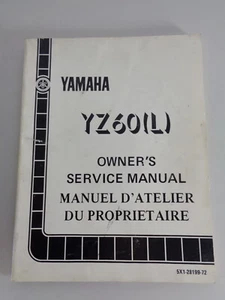 YAMAHA
YZ60(L)
OWNER'S
SERVICE MANUAL
MANUEL D'ATELIER
DU PROPRIETAIRE
5X1-28199-72